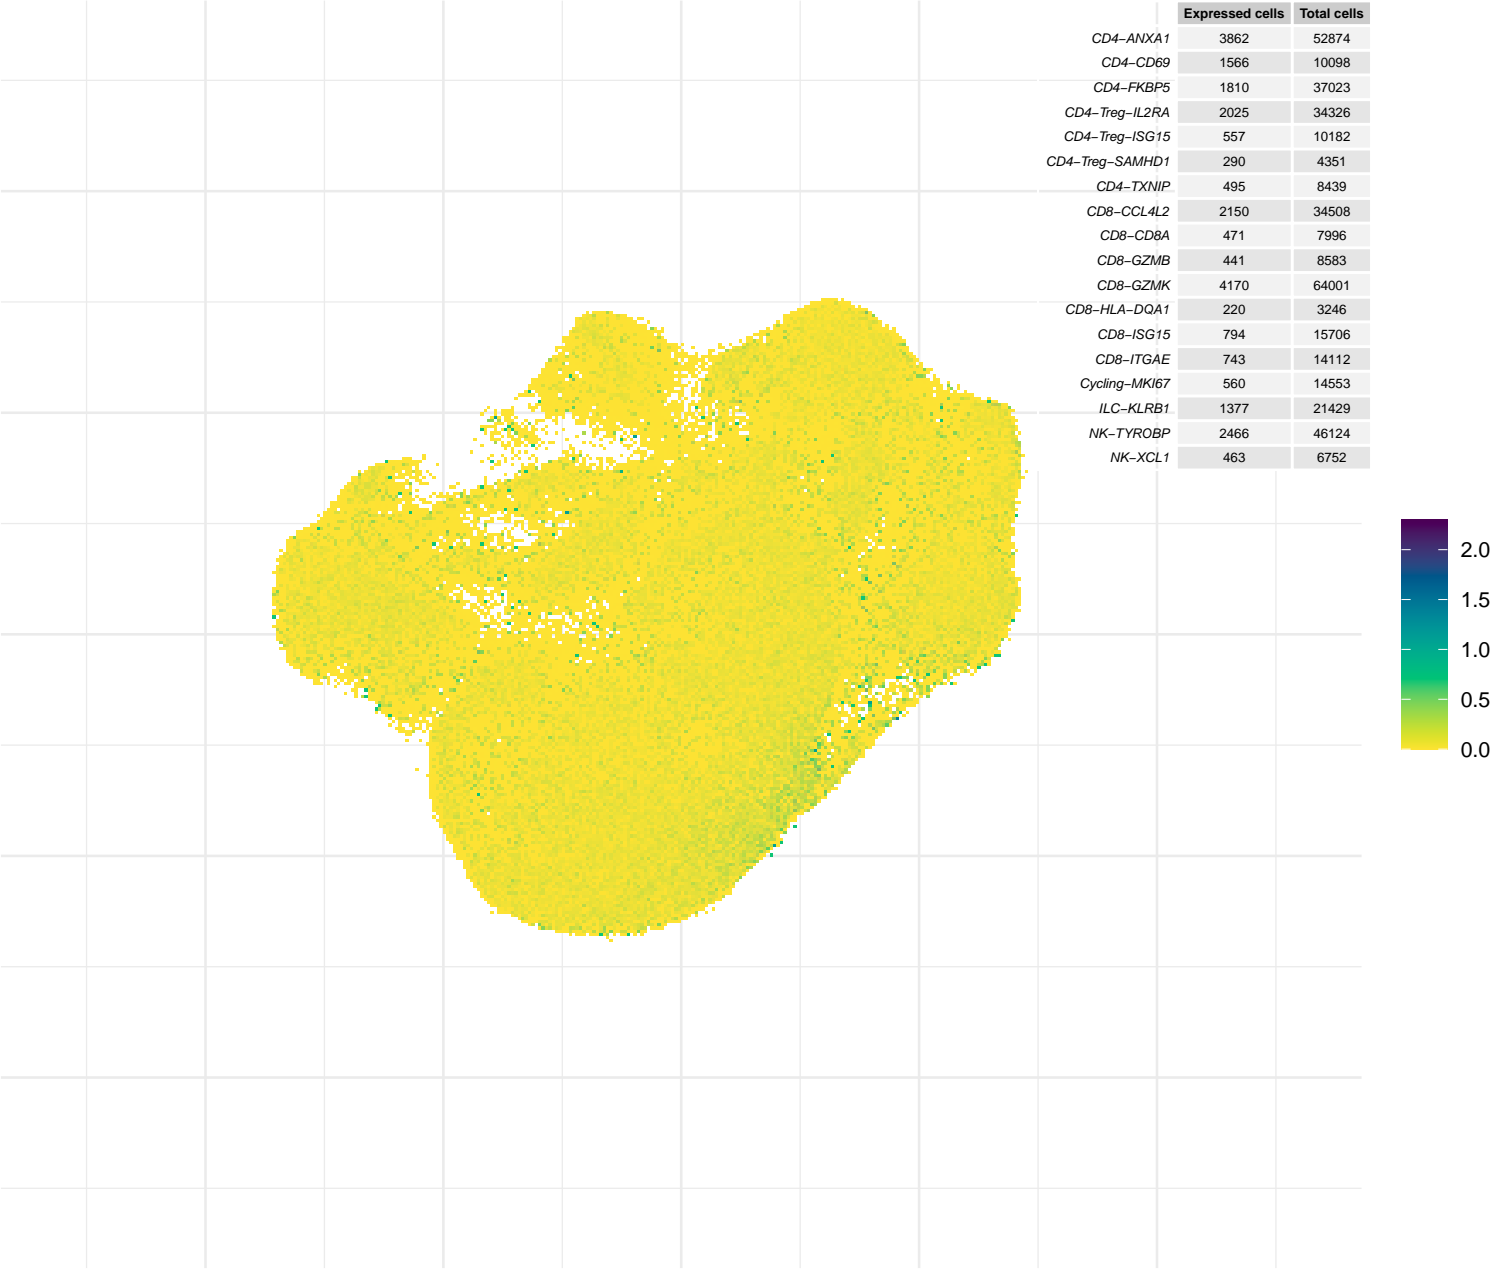 Expressed cells Total cells
CD4−ANXA1 3862 52874
CD4−CD69 1566 10098
CD4−FKBP5 1810 37023
CD4−Treg−IL2RA 2025 34326
CD4−Treg−ISG15 557 10182
CD4−Treg−SAMHD1 290 4351
CD4−TXNIP 495 8439
CD8−CCL4L2 2150 34508
CD8−CD8A 471 7996
CD8−GZMB 441 8583
CD8−GZMK 4170 64001
CD8−HLA−DQA1 220 3246
CD8−ISG15 794 15706
CD8−ITGAE 743 14112
Cycling−MKI67 560 14553
ILC−KLRB1 1377 21429
NK−TYROBP 2466 46124
NK−XCL1 463 6752
2.0
1.5
1.0
0.5
0.0